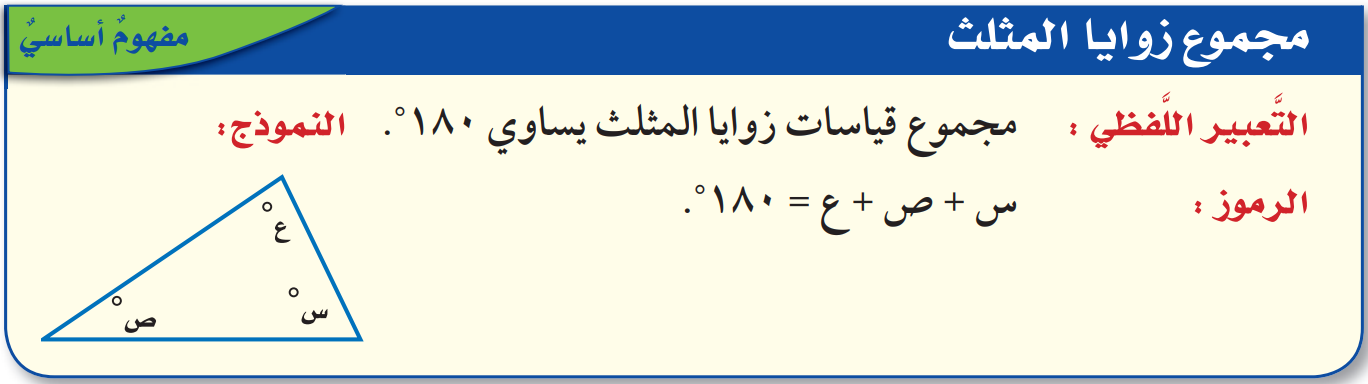 مجموع زوايا المثلث
مفهومٌ أساسيٌ
التَّعبير اللَّفظي : مجموع قياسات زوايا المثلث يساوي ١٨٠°. النموذج:
الرموز : س + ص + ع = ١٨٠°.
ع°
س°
ص°